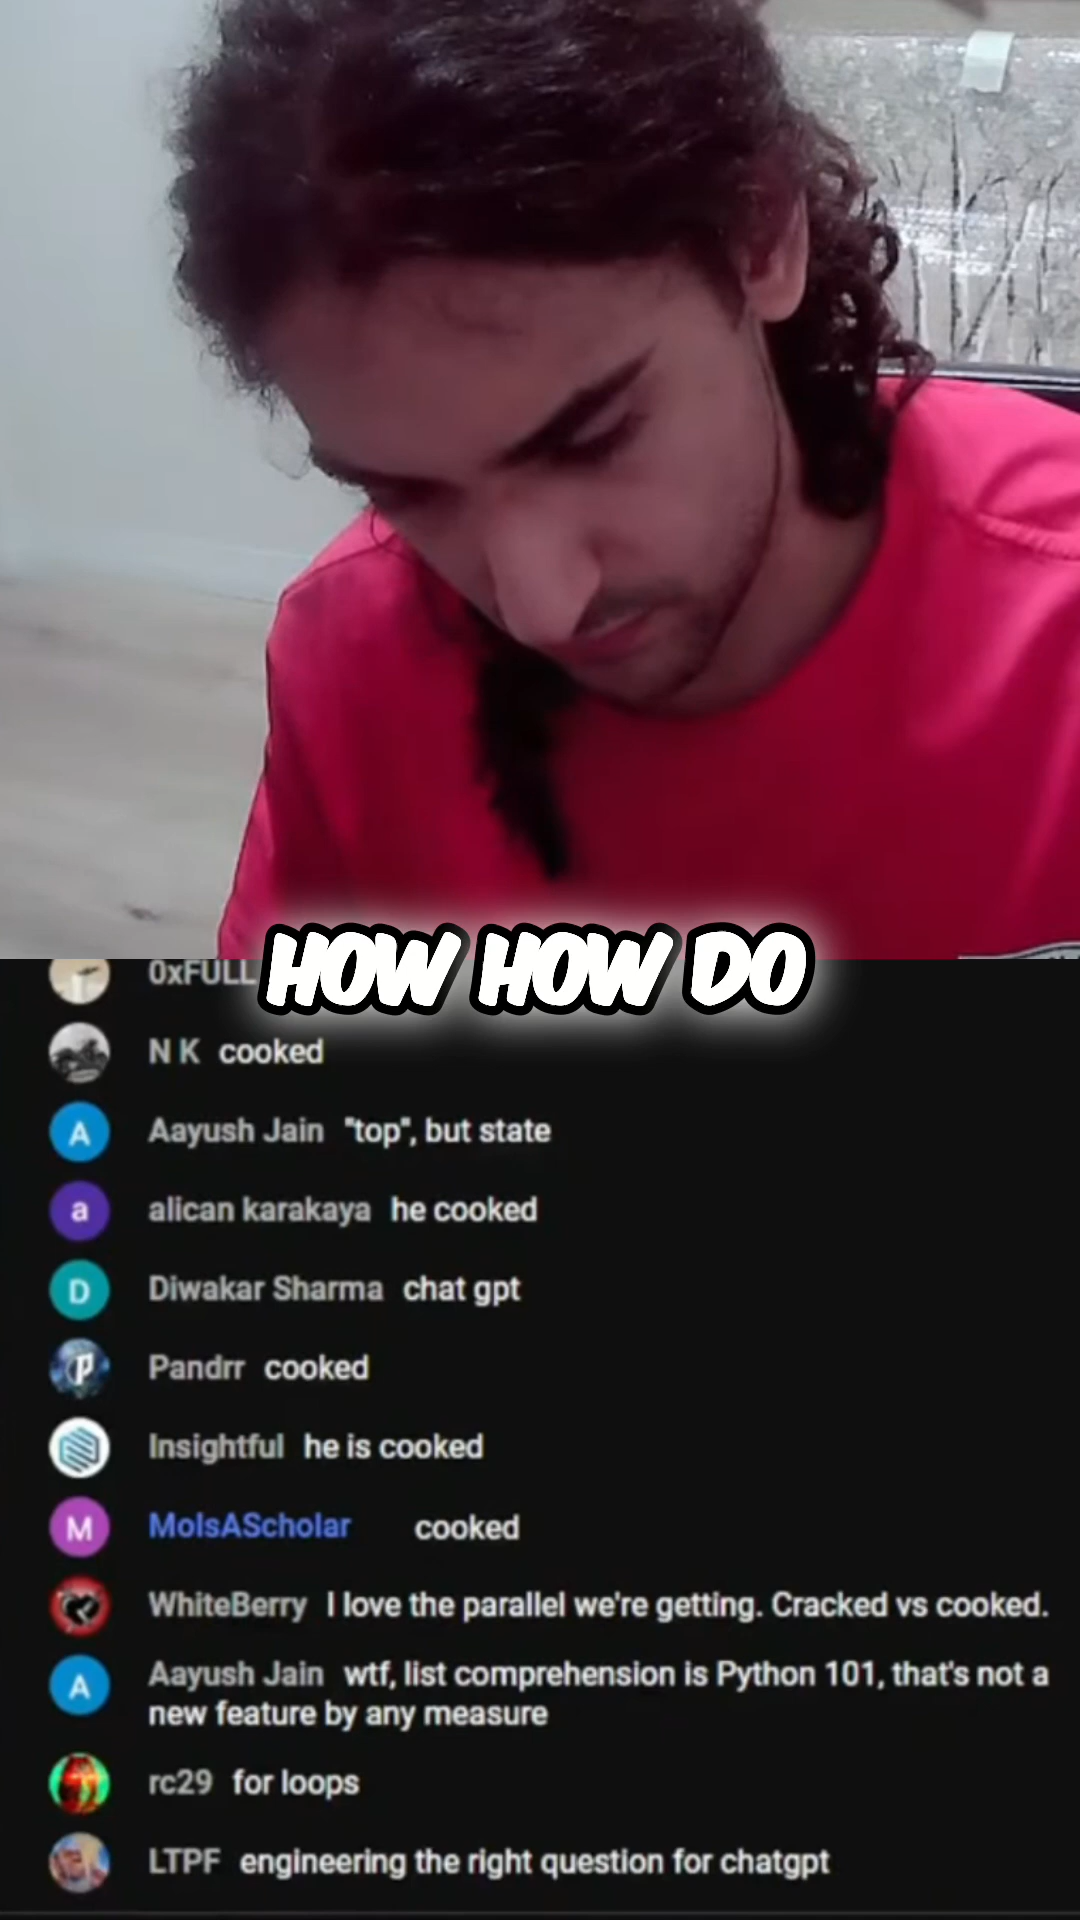 HOW HOW DO
0xFULL
N K cooked
A Aayush Jain "top", but state
a alican karakaya he cooked
D Diwakar Sharma chat gpt
P Pandrr cooked
Insightful he is cooked
M MoIsAScholar cooked
WhiteBerry I love the parallel we're getting. Cracked vs cooked.
A Aayush Jain wtf, list comprehension is Python 101, that's not a
new feature by any measure
rc29 for loops
LTPF engineering the right question for chatgpt